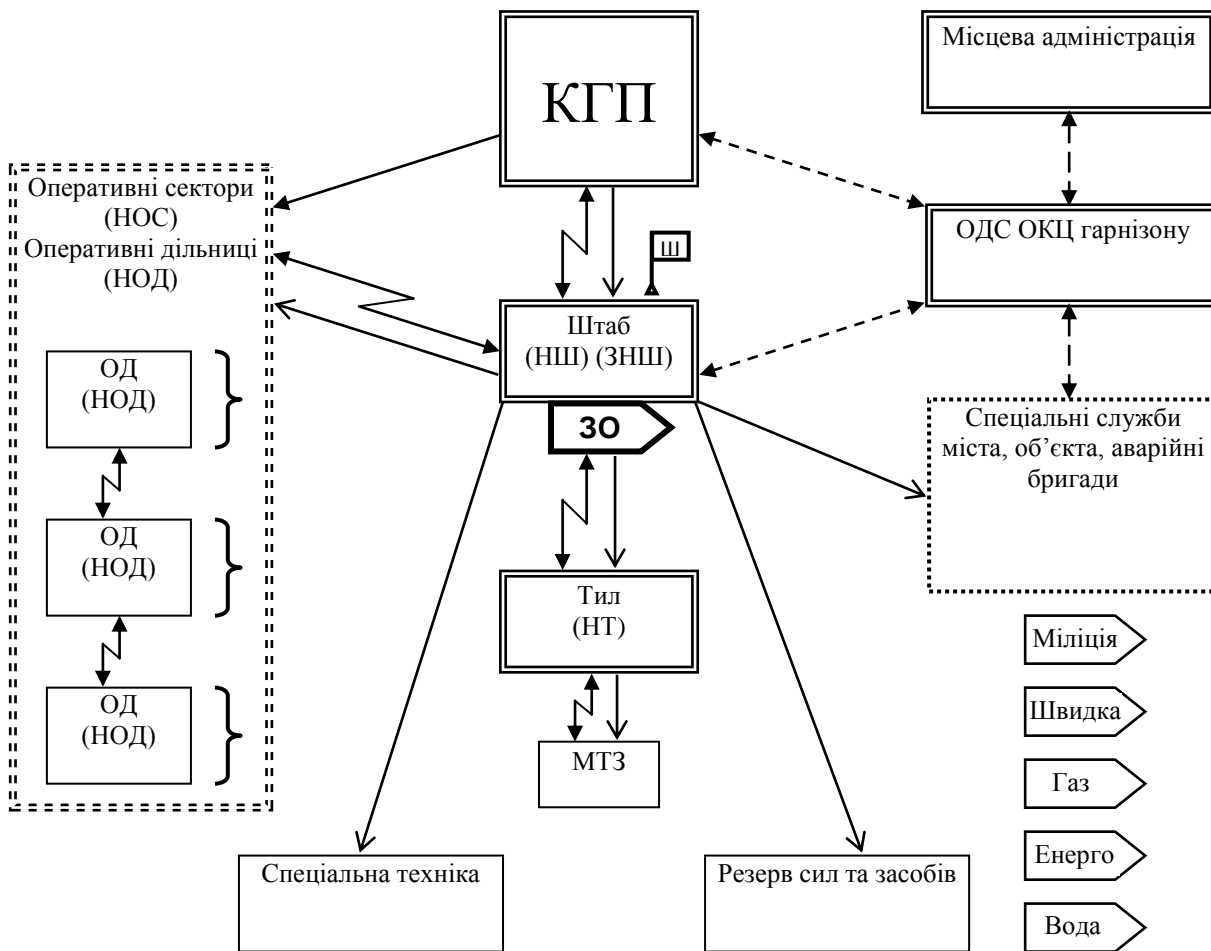 КГП
Місцева адміністрація
Оперативні сектори
(НОС)
Оперативні дільниці
(НОД)
ОДС ОКЦ гарнізону
Ш
Штаб
(НШ) (ЗНШ)
ОД
(НОД)
ЗО
Спеціальні служби
міста, об’єкта, аварійні
бригади
ОД
(НОД)
Тил
(НТ)
Міліція
ОД
(НОД)
Швидка
МТЗ
Газ
Спеціальна техніка
Резерв сил та засобів
Енерго
Вода